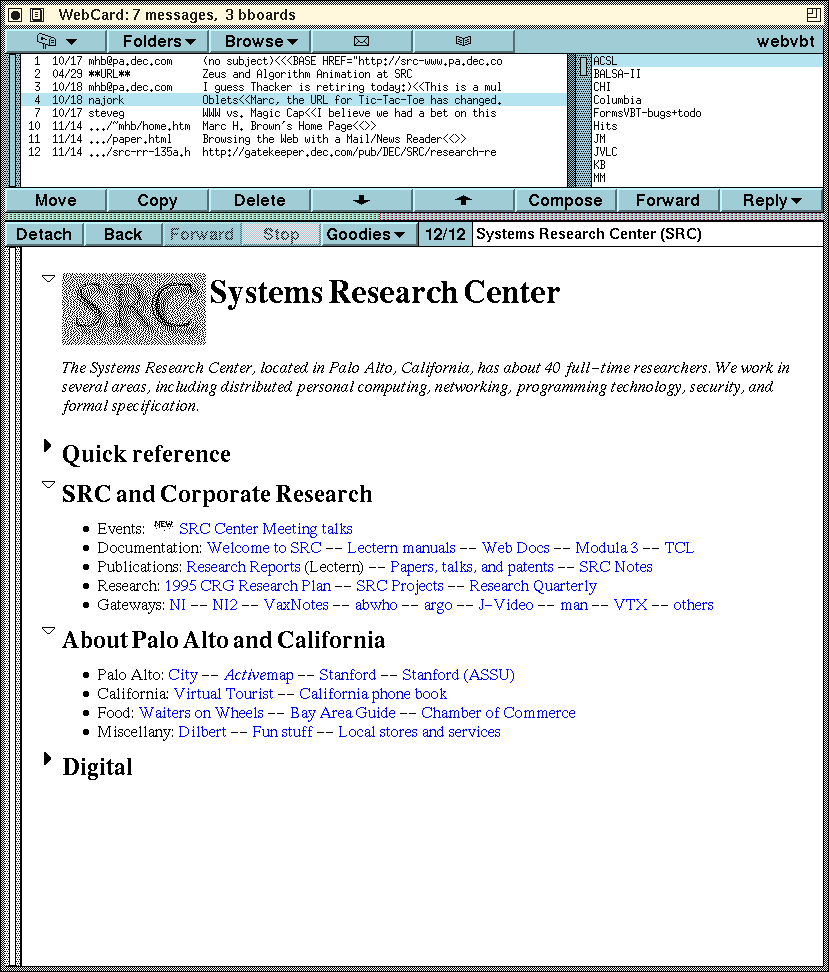 WebCard: 7 messages, 3 bboards
Folders Browse webvbt
1 10/17 mhb@pa.dec.com (no subject)<<<BASE HREF="http://src-www.pa.dec.co
2 04/29 **URL** Zeus and Algorithm Animation at SRC
3 10/18 mhb@pa.dec.com I guess Thacker is retiring today:)<<This is a mul
4 10/18 najork Oblets<<Marc, the URL for Tic-Tac-Toe has changed.
7 10/17 steveg WWW vs. Magic Cap<<I believe we had a bet on this
10 11/14 .../~mhb/home.htm Marc H. Brown's Home Page<<>>
11 11/14 .../paper.html Browsing the Web with a Mail/News Reader<<>>
12 11/14 .../src-rr-135a.h http://gatekeeper.dec.com/pub/DEC/SRC/research-re
ACSL
BALSA-II
CHI
Columbia
FormsVBT-bugs+todo
Hits
JM
JVLC
KB
MM
Move Copy Delete Compose Forward Reply
Detach Back Forward Stop Goodies 12/12 Systems Research Center (SRC)
SRC Systems Research Center
The Systems Research Center, located in Palo Alto, California, has about 40 full-time researchers. We work in
several areas, including distributed personal computing, networking, programming technology, security, and
formal specification.
Quick reference
SRC and Corporate Research
• Events: NEW SRC Center Meeting talks
• Documentation: Welcome to SRC -- Lectern manuals -- Web Docs -- Modula 3 -- TCL
• Publications: Research Reports (Lectern) -- Papers, talks, and patents -- SRC Notes
• Research: 1995 CRG Research Plan -- SRC Projects -- Research Quarterly
• Gateways: NI -- NI2 -- VaxNotes -- abwho -- argo -- J-Video -- man -- VTX -- others
About Palo Alto and California
• Palo Alto: City -- Activemap -- Stanford -- Stanford (ASSU)
• California: Virtual Tourist -- California phone book
• Food: Waiters on Wheels -- Bay Area Guide -- Chamber of Commerce
• Miscellany: Dilbert -- Fun stuff -- Local stores and services
Digital